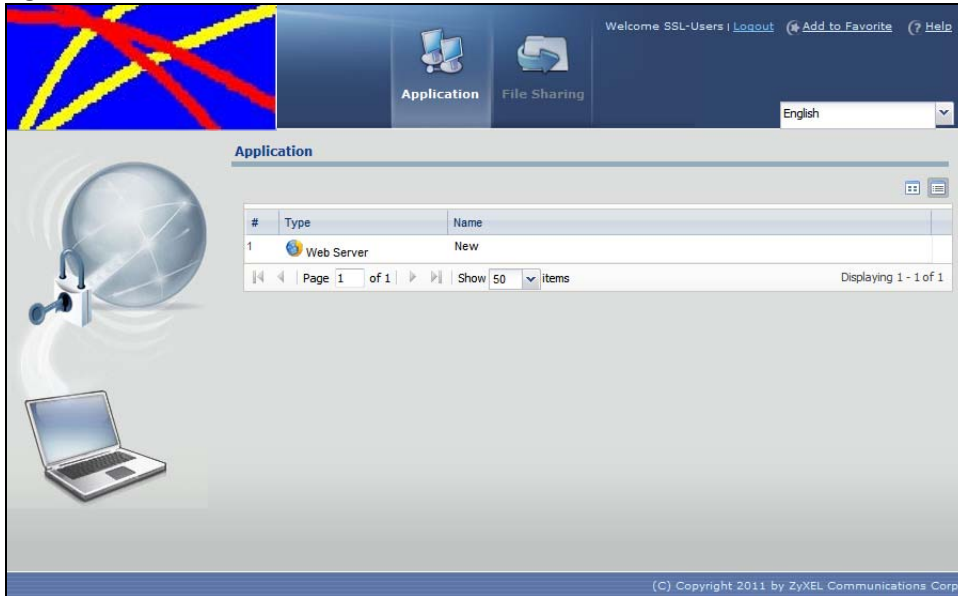 Welcome SSL-Users | Logout Add to Favorite ? Help
Application File Sharing
English
Application
# Type Name
1 Web Server New
Page 1 of 1 Show 50 items Displaying 1 - 1 of 1
(C) Copyright 2011 by ZyXEL Communications Corp